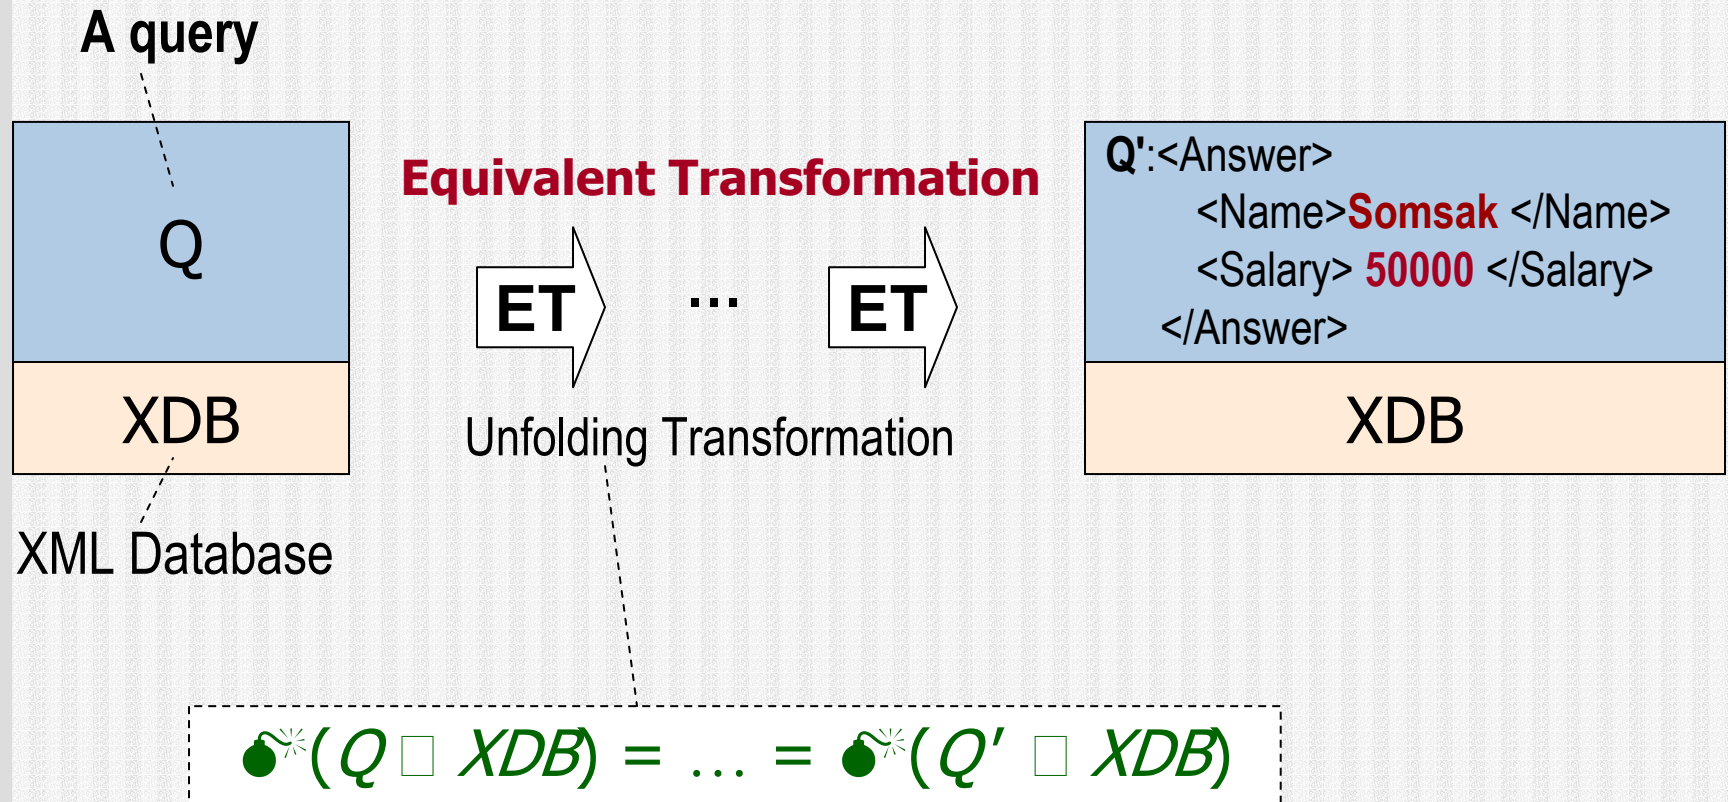 A query
Q
XDB
XML Database
Equivalent Transformation
ET ... ET
Unfolding Transformation
Q':<Answer>
<Name>Somsak </Name>
<Salary> 50000 </Salary>
</Answer>
XDB
💣(Q □ XDB) = … = 💣(Q' □ XDB)